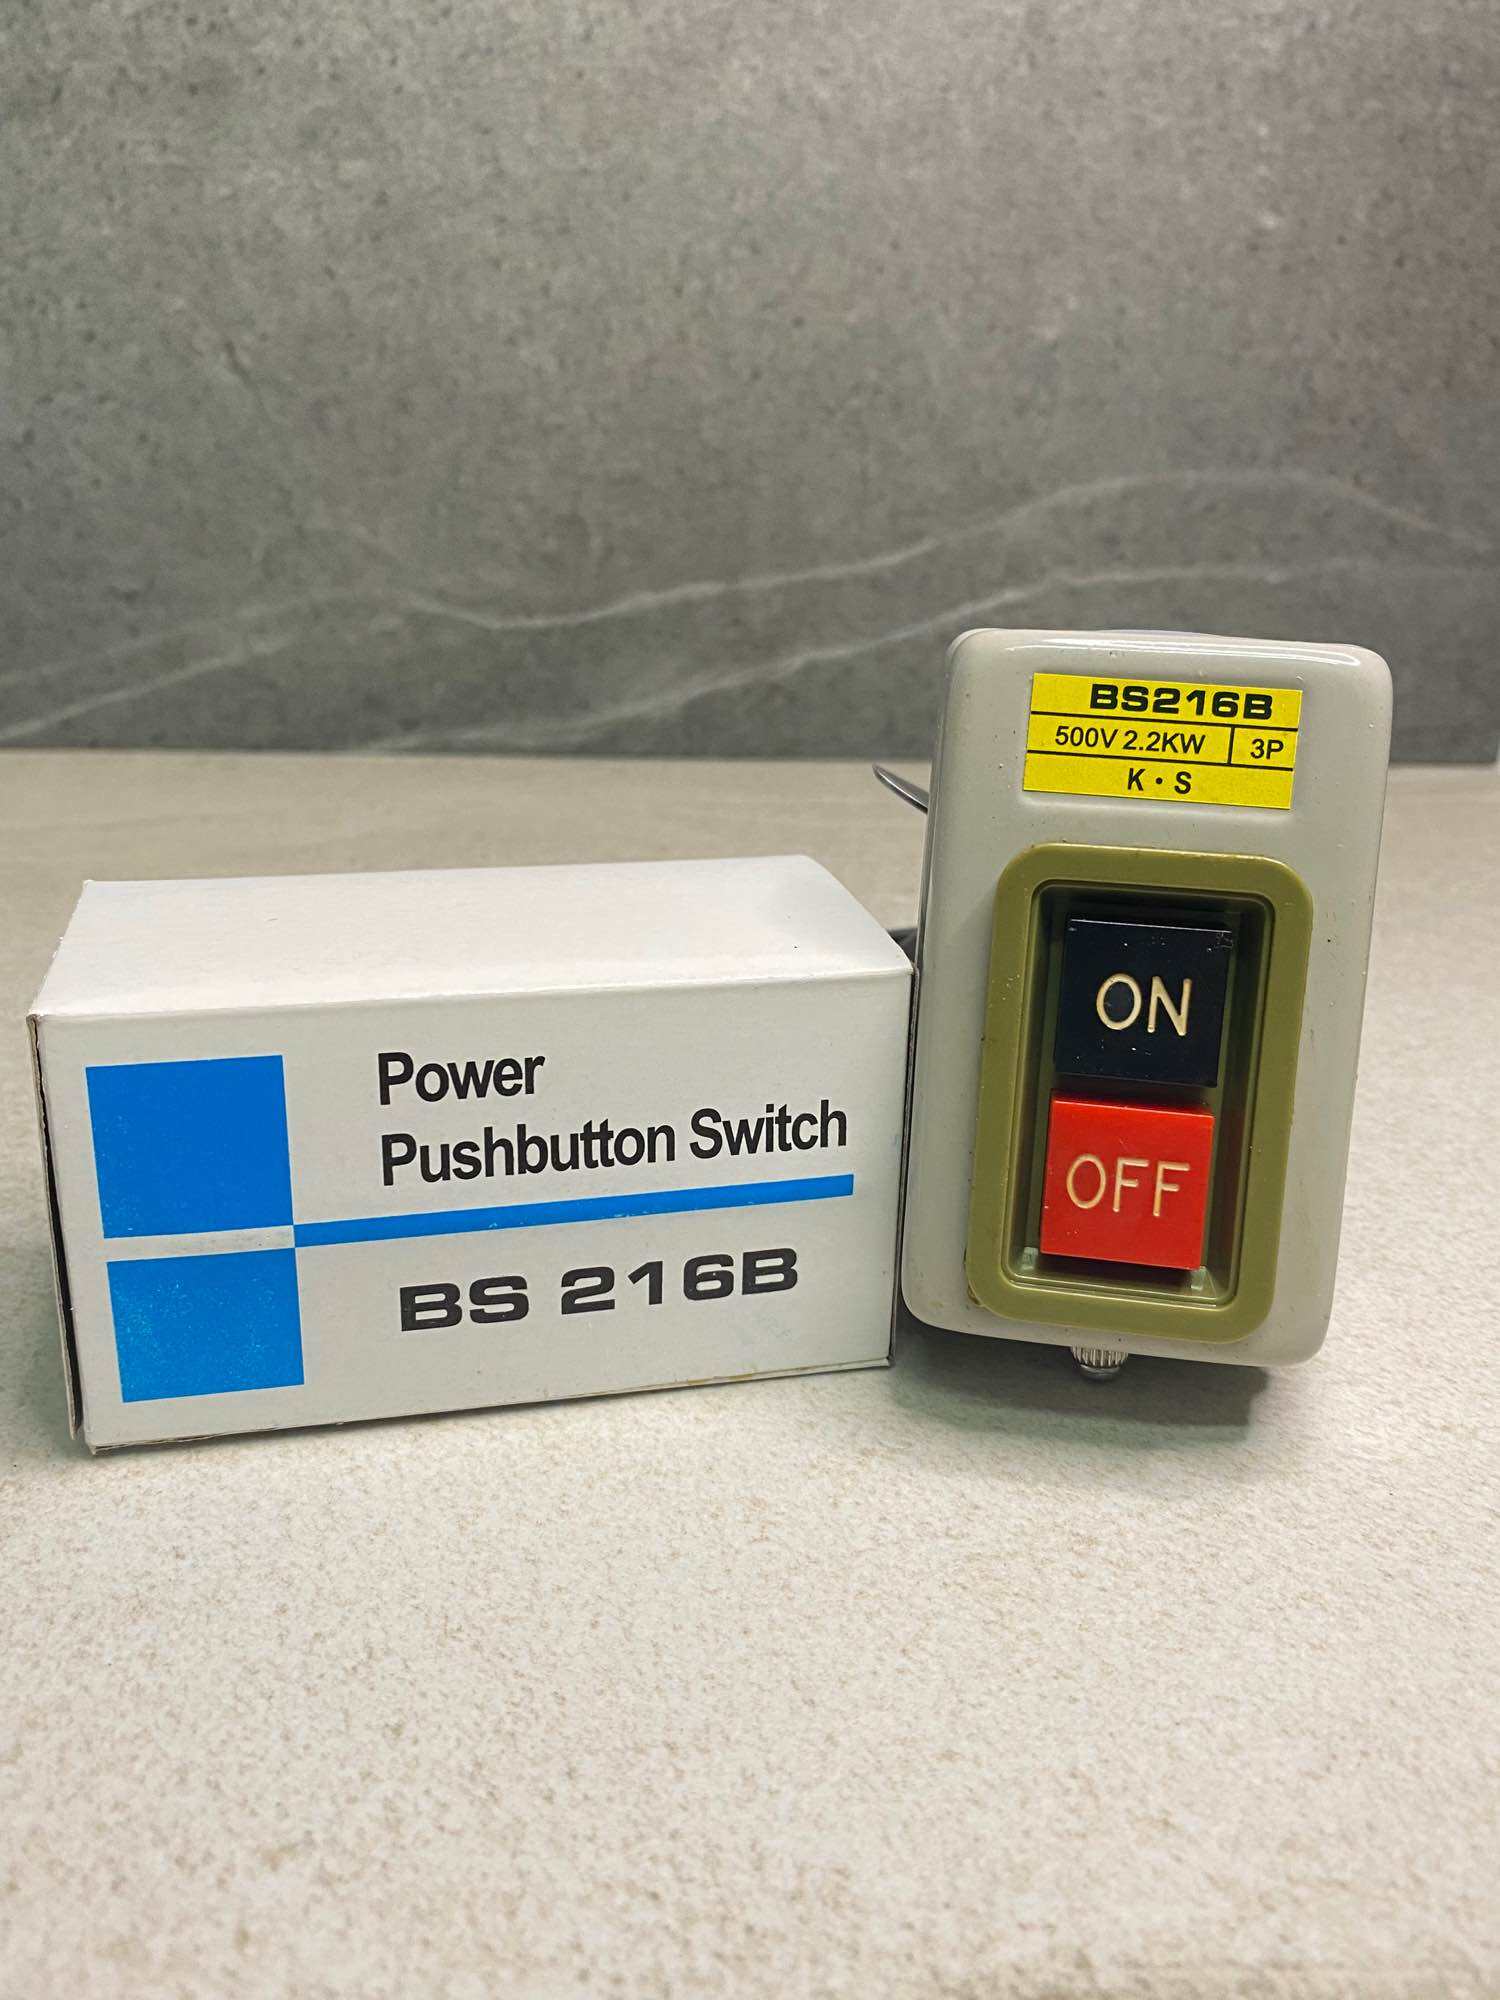 Power
Pushbutton Switch
BS 216B
BS216B
500V 2.2KW 3P
K·S
ON
OFF